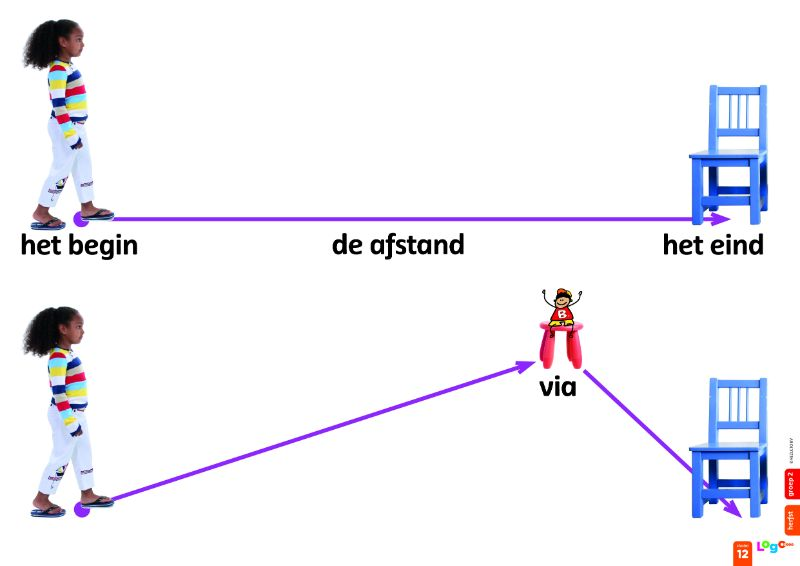 het begin
de afstand
het eind
B
via
groep 2
herfst
12
Logo